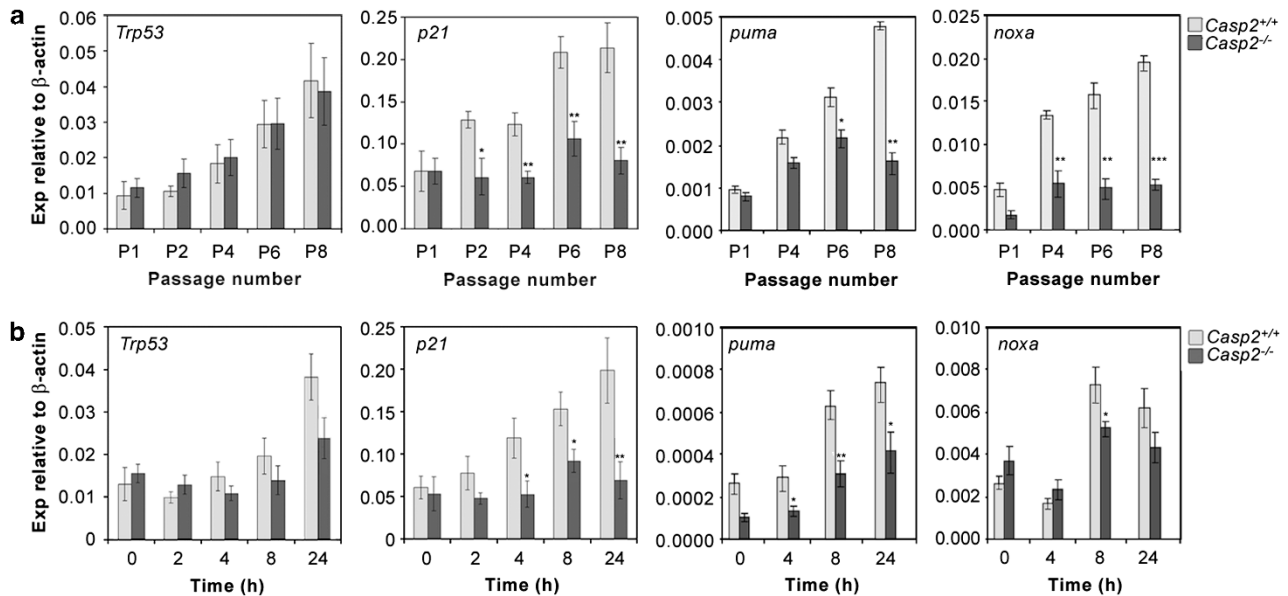 a
Trp53
p21
puma
noxa
Casp2+/+
Casp2-/-
Exp relative to β-actin
0.06
0.05
0.04
0.03
0.02
0.01
0.00
P1 P2 P4 P6 P8
Passage number
0.25
0.20
0.15
0.10
0.05
0.00
* ** ** **
P1 P2 P4 P6 P8
Passage number
0.005
0.004
0.003
0.002
0.001
0.000
* **
P1 P4 P6 P8
Passage number
0.025
0.020
0.015
0.010
0.005
0.000
** ** ***
P1 P4 P6 P8
Passage number
b
Trp53
p21
puma
noxa
Casp2+/+
Casp2-/-
Exp relative to β-actin
0.05
0.04
0.03
0.02
0.01
0
0 2 4 8 24
Time (h)
0.25
0.20
0.15
0.10
0.05
0
* * **
0 2 4 8 24
Time (h)
0.0010
0.0008
0.0006
0.0004
0.0002
0.0000
* ** *
0 4 8 24
Time (h)
0.010
0.008
0.006
0.004
0.002
0.000
*
0 4 8 24
Time (h)